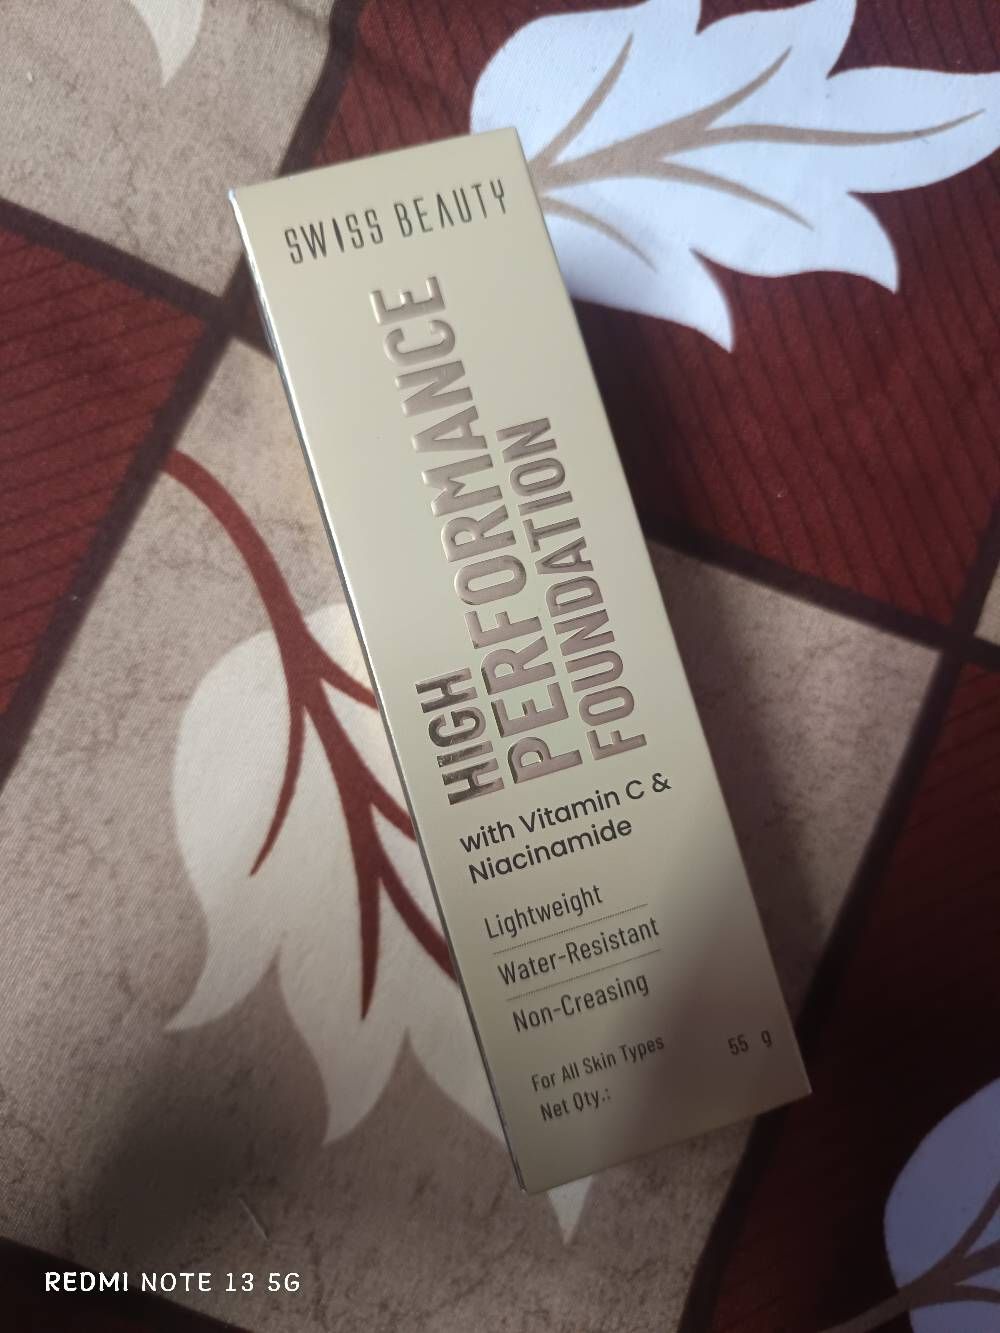 SWISS BEAUTY
HIGH
PERFORMANCE
FOUNDATION
with Vitamin C &
Niacinamide
Lightweight
Water-Resistant
Non-Creasing
For All Skin Types
Net Qty.: 55 g
REDMI NOTE 13 5G